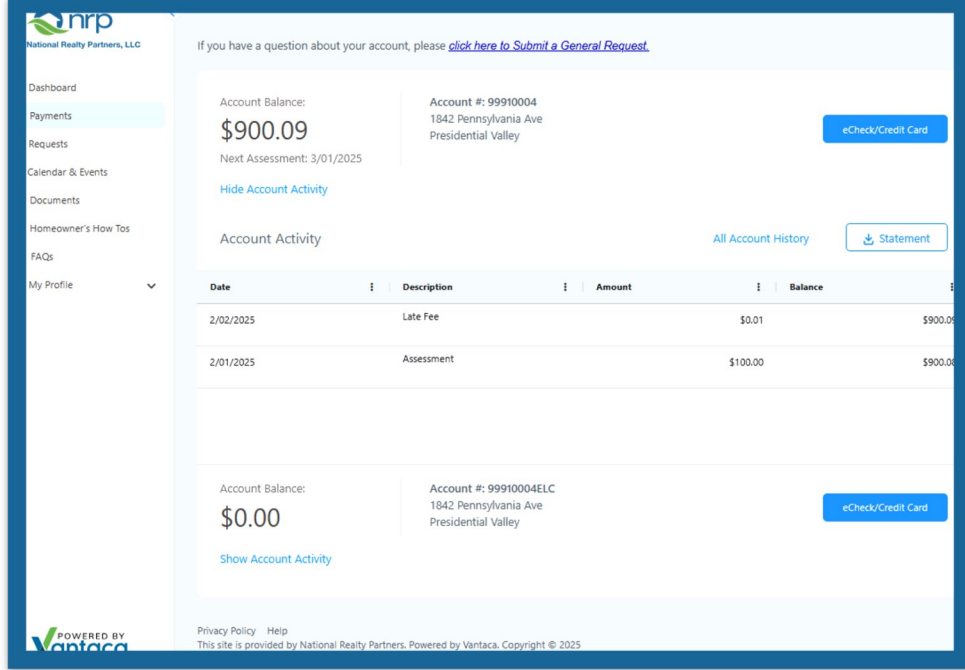 nrp
National Realty Partners, LLC
If you have a question about your account, please click here to Submit a General Request.
Dashboard
Payments
Requests
Calendar & Events
Documents
Homeowner's How Tos
FAQs
My Profile
Account Balance:
$900.09
Next Assessment: 3/01/2025
Hide Account Activity
Account #: 99910004
1842 Pennsylvania Ave
Presidential Valley
eCheck/Credit Card
Account Activity
All Account History
Statement
Date Description Amount Balance
2/02/2025 Late Fee $0.01 $900.09
2/01/2025 Assessment $100.00 $900.08
Account Balance:
$0.00
Show Account Activity
Account #: 99910004ELC
1842 Pennsylvania Ave
Presidential Valley
eCheck/Credit Card
Privacy Policy Help
This site is provided by National Realty Partners. Powered by Vantaca. Copyright © 2025
POWERED BY
Vantaca